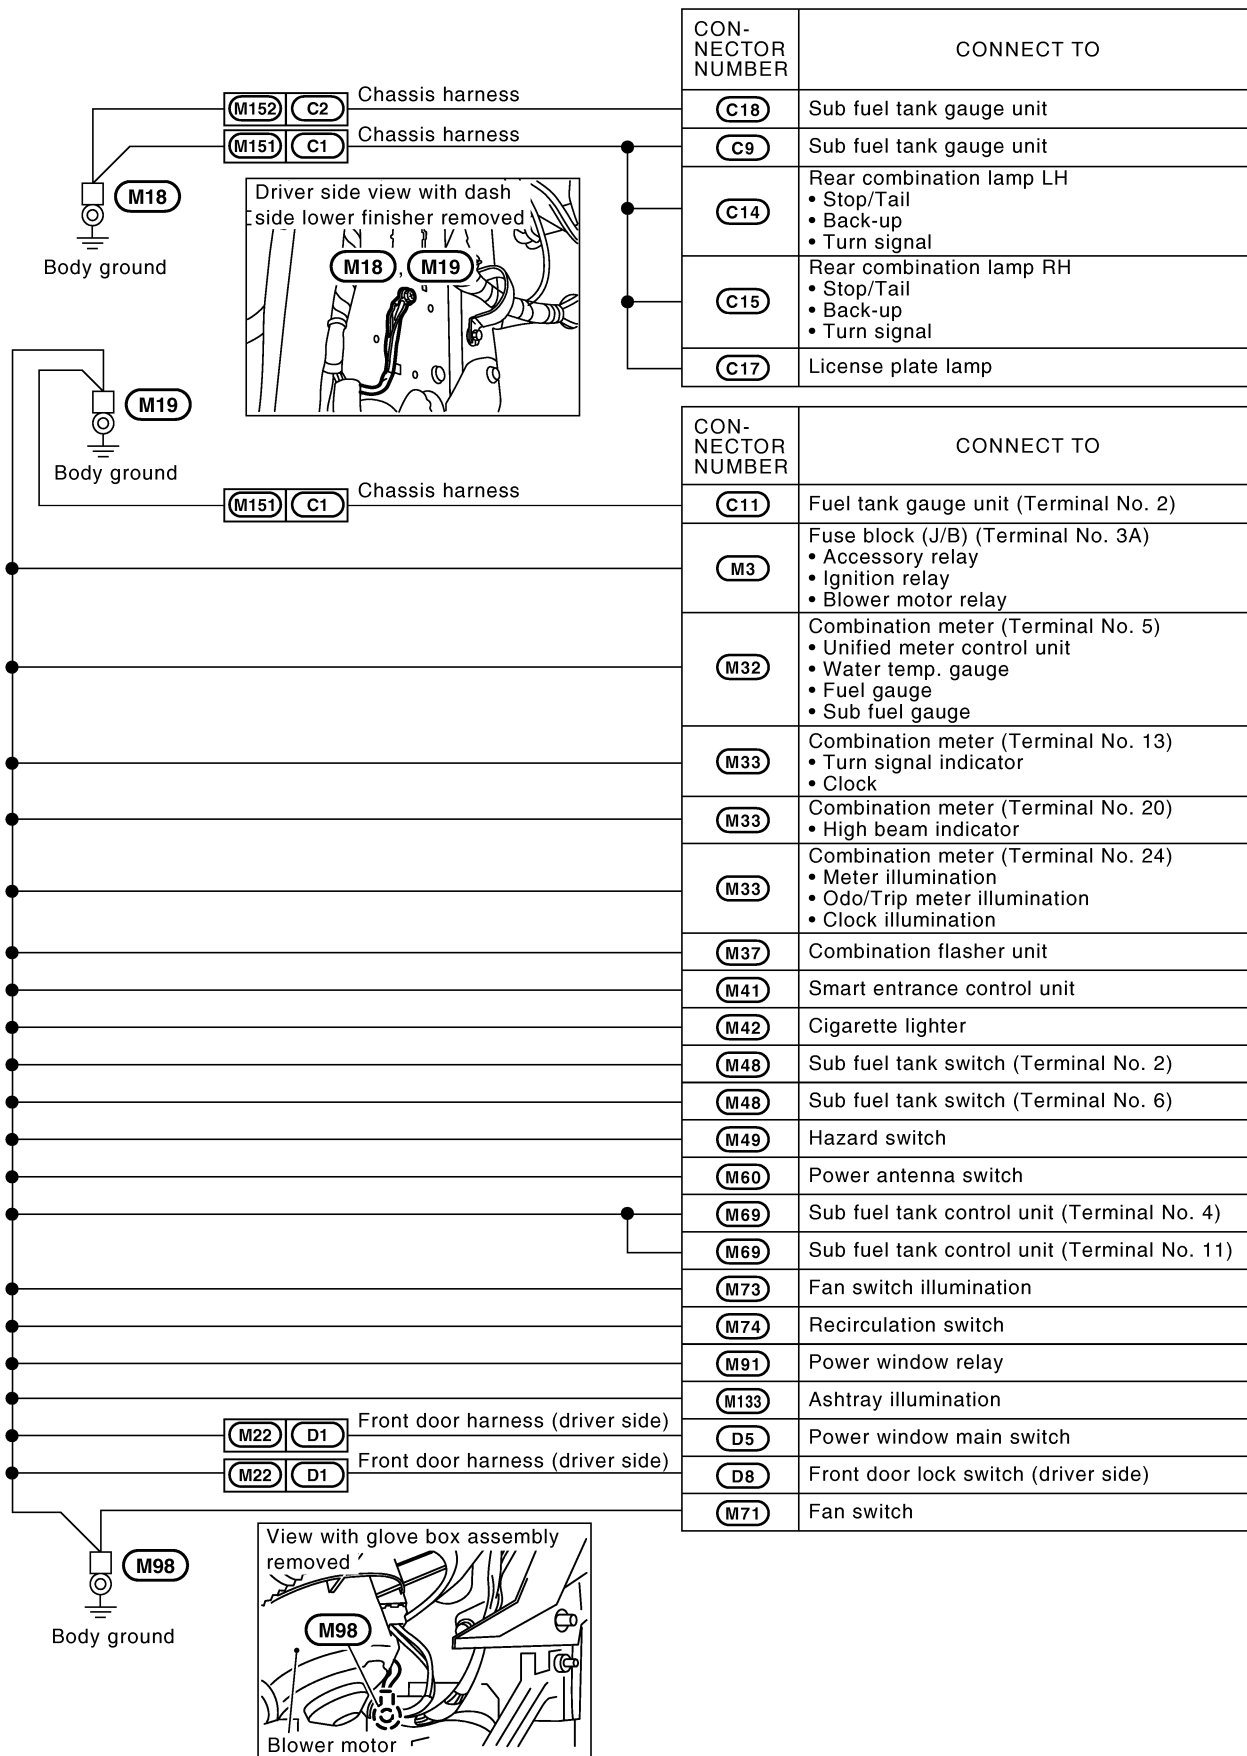 CON-
NECTOR
NUMBER
CONNECT TO
M152 C2 Chassis harness
C18 Sub fuel tank gauge unit
M151 C1 Chassis harness
C9 Sub fuel tank gauge unit
M18
Body ground
Driver side view with dash
side lower finisher removed
M18 , M19
C14 Rear combination lamp LH
• Stop/Tail
• Back-up
• Turn signal
C15 Rear combination lamp RH
• Stop/Tail
• Back-up
• Turn signal
C17 License plate lamp
M19
Body ground
CON-
NECTOR
NUMBER
CONNECT TO
M151 C1 Chassis harness
C11 Fuel tank gauge unit (Terminal No. 2)
M3 Fuse block (J/B) (Terminal No. 3A)
• Accessory relay
• Ignition relay
• Blower motor relay
M32 Combination meter (Terminal No. 5)
• Unified meter control unit
• Water temp. gauge
• Fuel gauge
• Sub fuel gauge
M33 Combination meter (Terminal No. 13)
• Turn signal indicator
• Clock
M33 Combination meter (Terminal No. 20)
• High beam indicator
M33 Combination meter (Terminal No. 24)
• Meter illumination
• Odo/Trip meter illumination
• Clock illumination
M37 Combination flasher unit
M41 Smart entrance control unit
M42 Cigarette lighter
M48 Sub fuel tank switch (Terminal No. 2)
M48 Sub fuel tank switch (Terminal No. 6)
M49 Hazard switch
M60 Power antenna switch
M69 Sub fuel tank control unit (Terminal No. 4)
M69 Sub fuel tank control unit (Terminal No. 11)
M73 Fan switch illumination
M74 Recirculation switch
M91 Power window relay
M133 Ashtray illumination
M22 D1 Front door harness (driver side)
D5 Power window main switch
M22 D1 Front door harness (driver side)
D8 Front door lock switch (driver side)
M71 Fan switch
M98
Body ground
View with glove box assembly
removed
M98
Blower motor